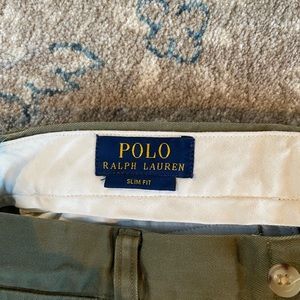 POLO
RALPH LAUREN
SLIM FIT